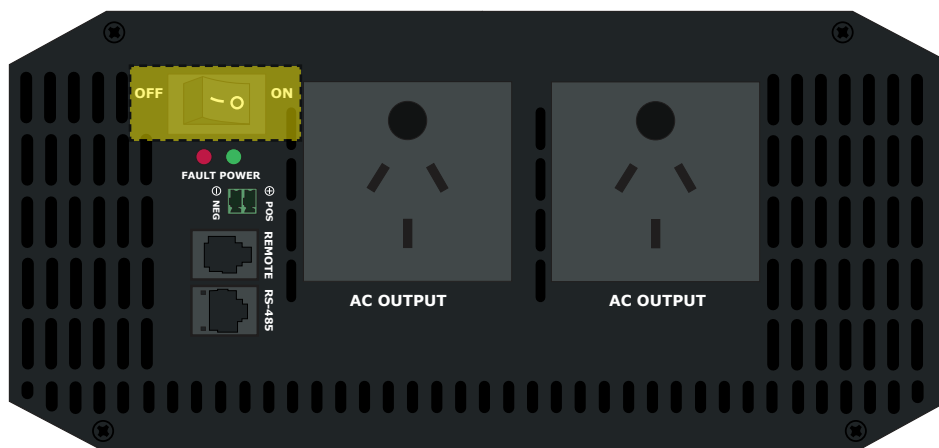 OFF ON
FAULT POWER
NEG POS
REMOTE
RS-485
AC OUTPUT AC OUTPUT